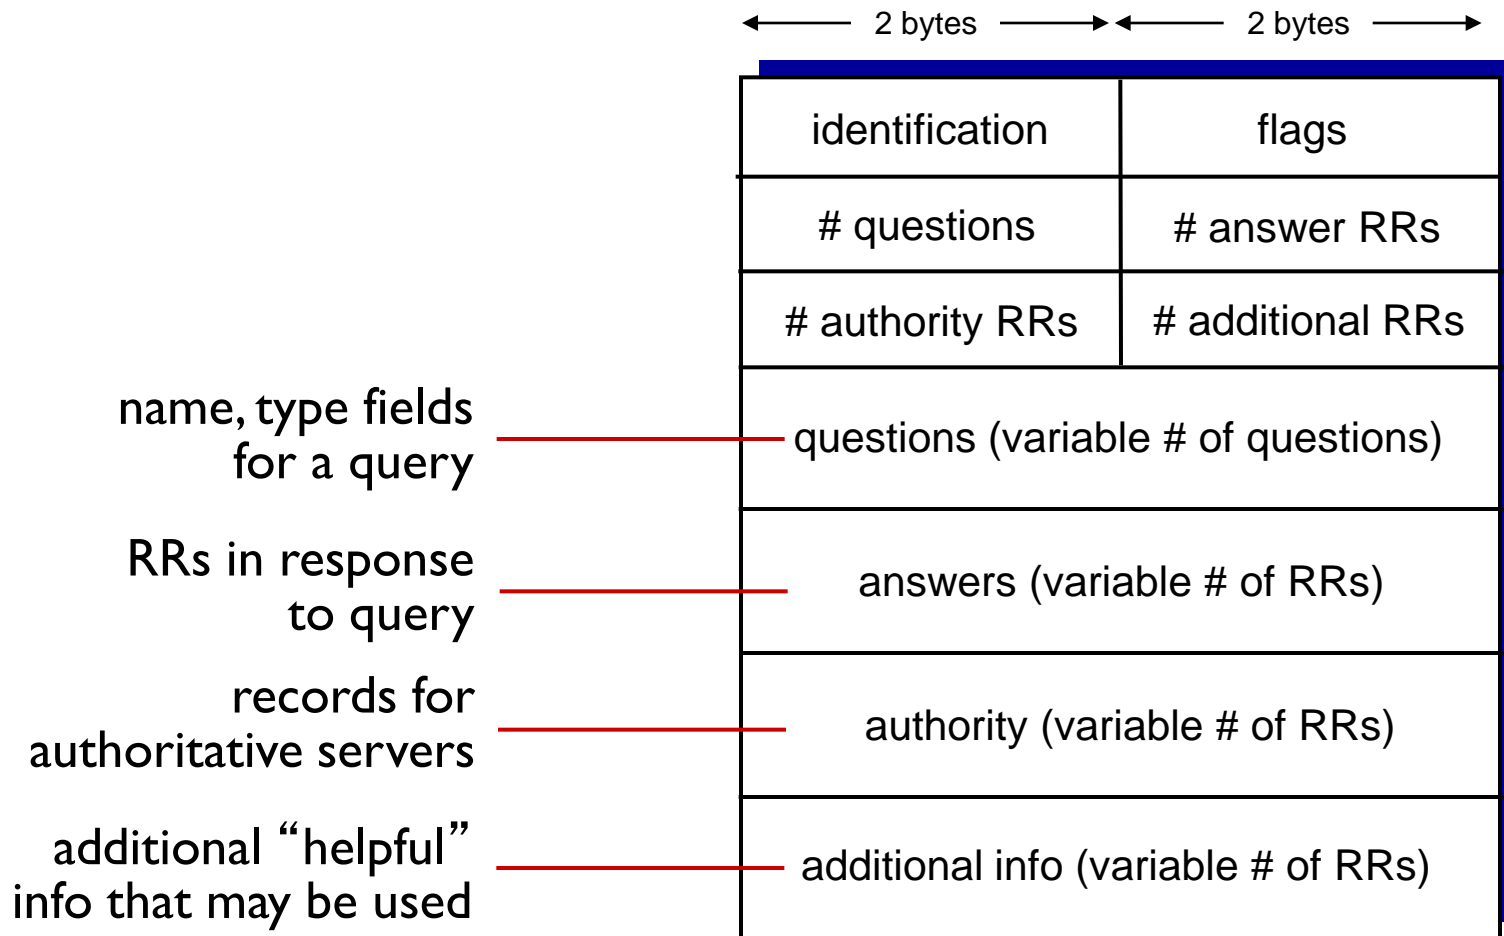 2 bytes 2 bytes
identification flags
# questions # answer RRs
# authority RRs # additional RRs
name, type fields
for a query
questions (variable # of questions)
RRs in response
to query
answers (variable # of RRs)
records for
authoritative servers
authority (variable # of RRs)
additional “helpful”
info that may be used
additional info (variable # of RRs)